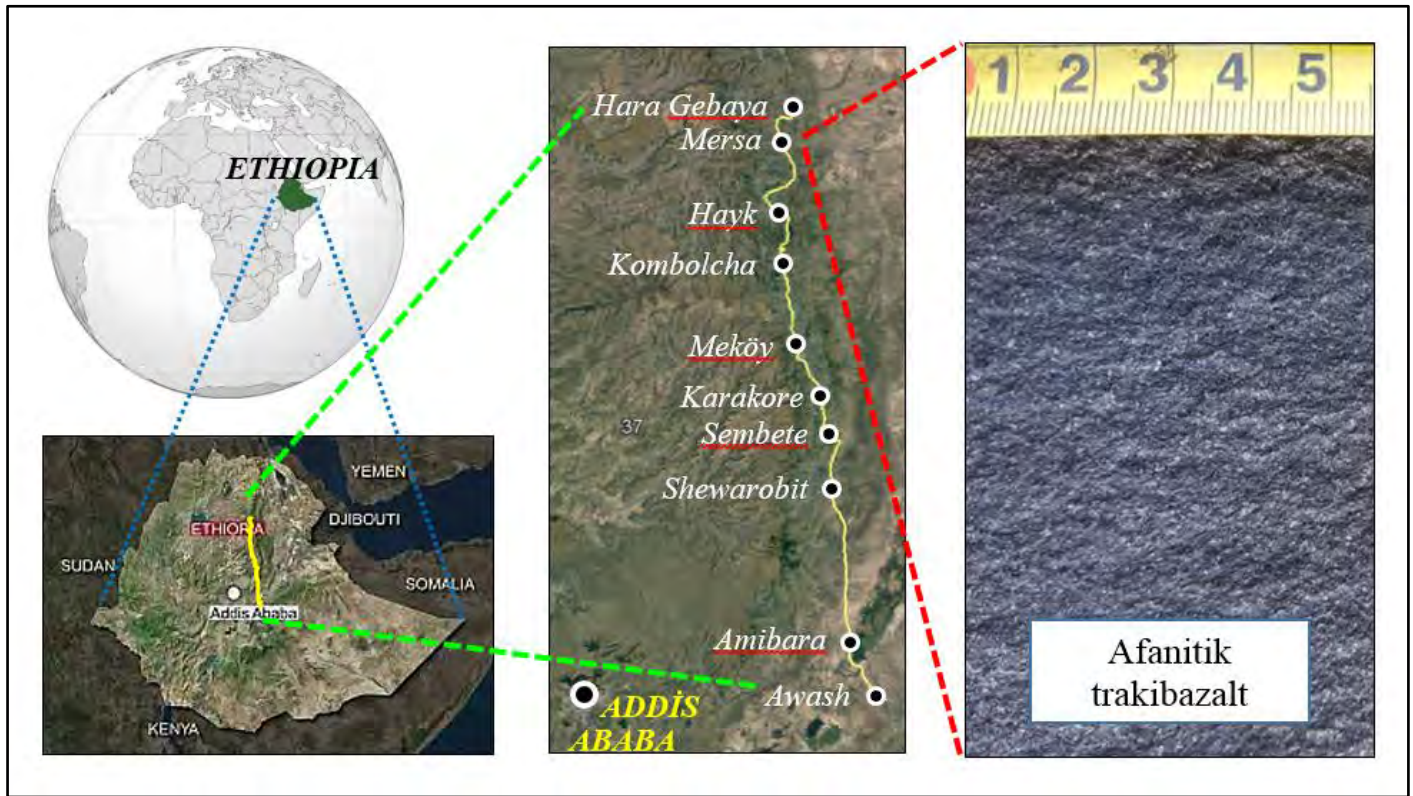 ETHIOPIA
YEMEN
ETHIOPIA
DJIBOUTI
SUDAN
SOMALIA
Addis Ababa
KENYA
Hara Gebaya
Mersa
Hayk
Kombolcha
Meköy
Karakore
37
Sembete
Shewarobit
Amibara
Awash
ADDİS
ABABA
1 2 3 4 5
Afanitik
trakibazalt